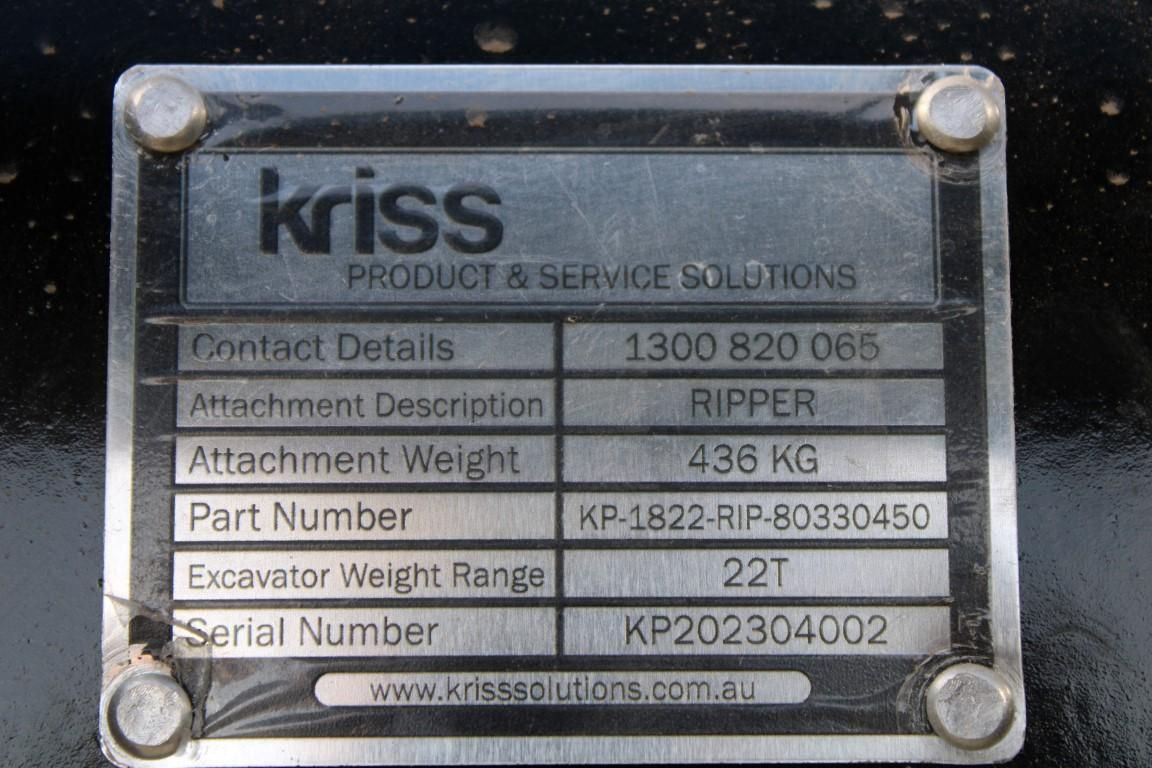 kriss
PRODUCT & SERVICE SOLUTIONS
Contact Details 1300 820 065
Attachment Description RIPPER
Attachment Weight 436 KG
Part Number KP-1822-RIP-80330450
Excavator Weight Range 22T
Serial Number KP202304002
www.krisssolutions.com.au